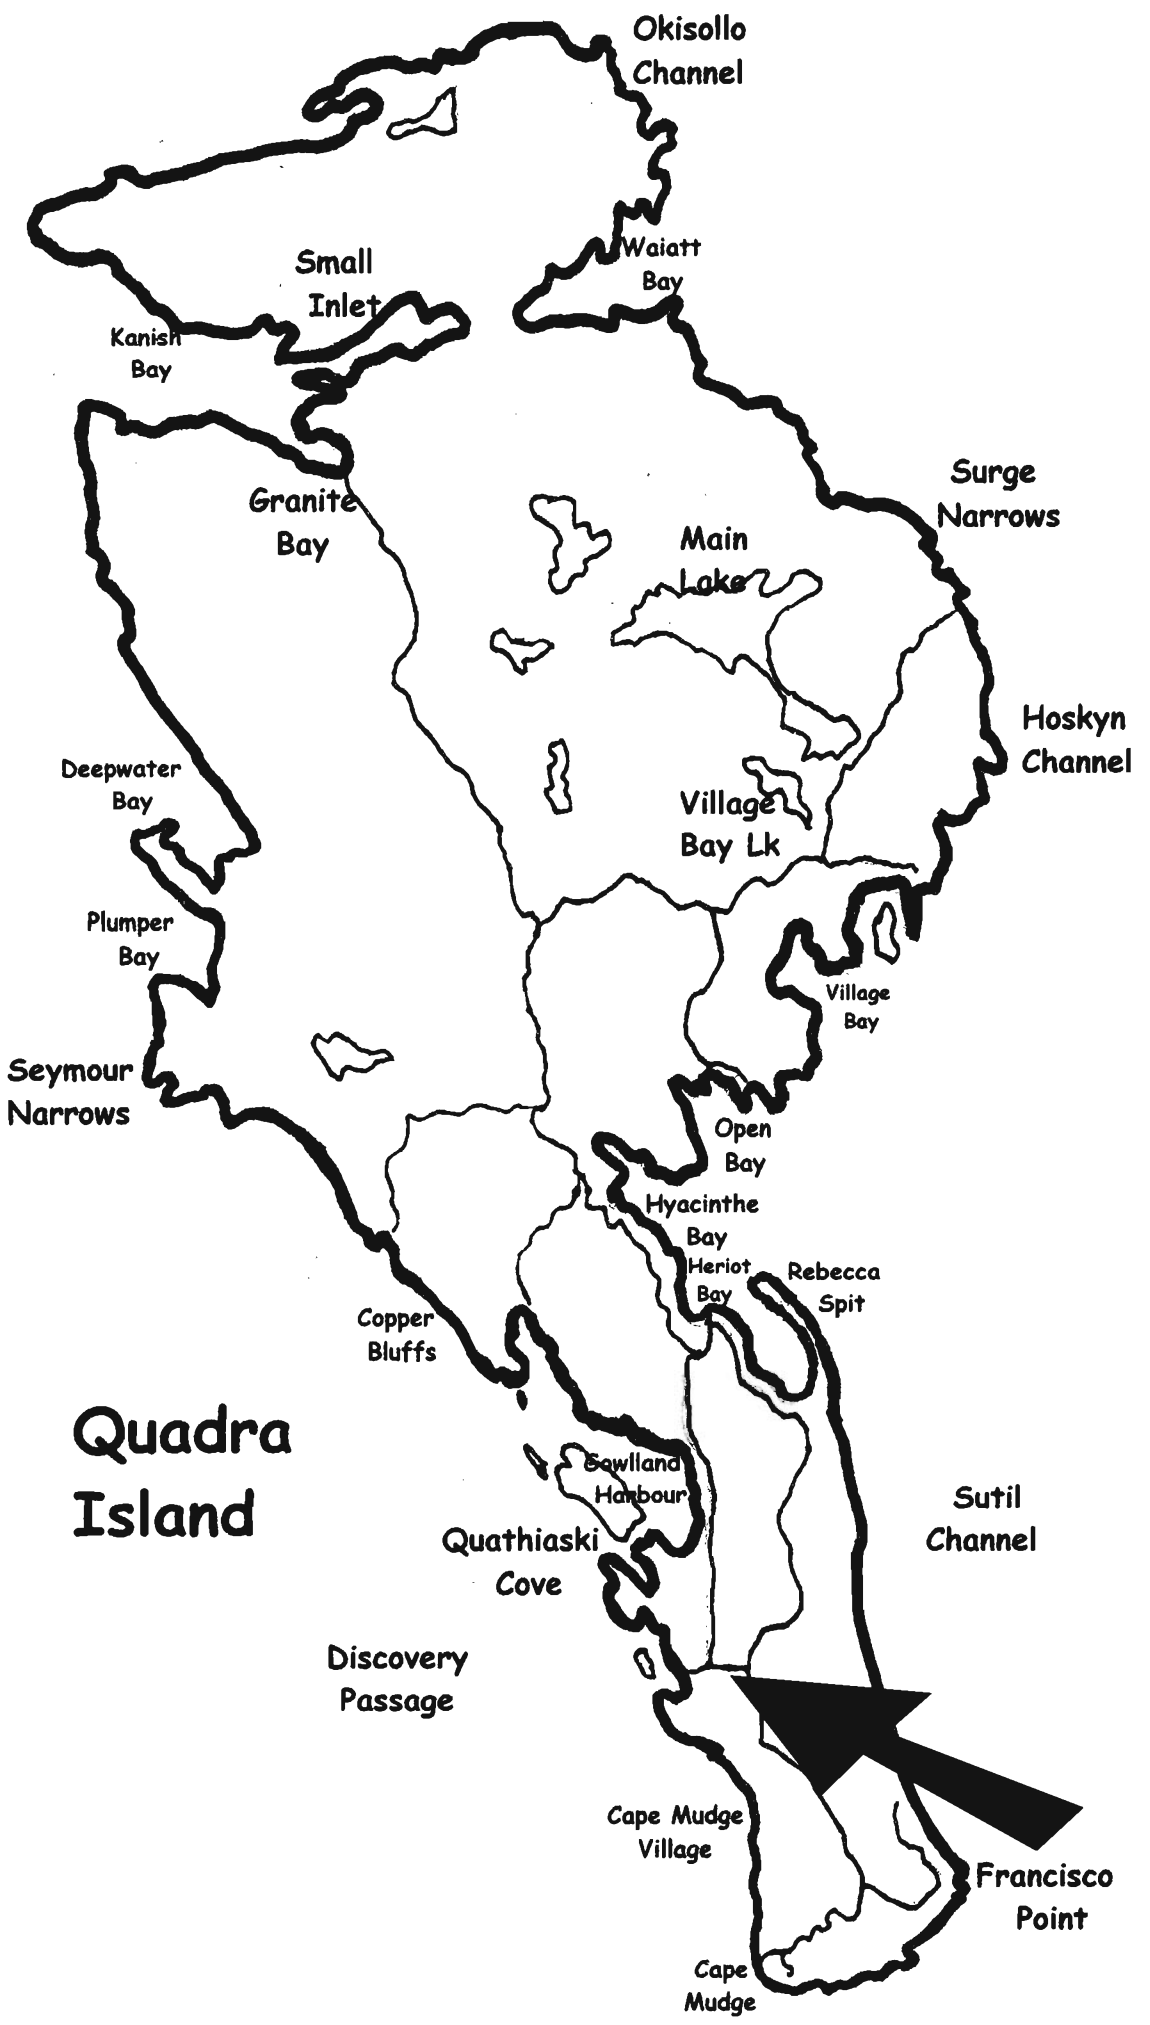 Okisollo
Channel
Waiatt
Bay
Small
Inlet
Kanish
Bay
Granite
Bay
Surge
Narrows
Main
Lake
Hoskyn
Channel
Deepwater
Bay
Village
Bay Lk
Plumper
Bay
Village
Bay
Seymour
Narrows
Open
Bay
Hyacinthe
Bay
Heriot
Bay
Rebecca
Spit
Copper
Bluffs
Quadra
Island
Gowlland
Harbour
Sutil
Channel
Quathiaski
Cove
Discovery
Passage
Cape Mudge
Village
Francisco
Point
Cape
Mudge